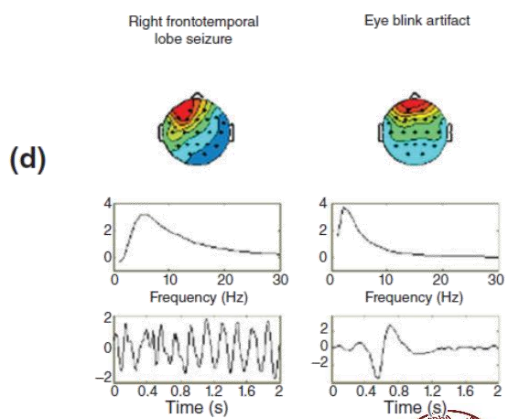 Right frontotemporal
lobe seizure
Eye blink artifact
(d)
4
2
0
0 10 20 30
Frequency (Hz)
4
2
0
0 10 20 30
Frequency (Hz)
2
0
−2
0 0.4 0.8 1.2 1.6 2
Time (s)
2
0
−2
0 0.4 0.8 1.2 1.6 2
Time (s)